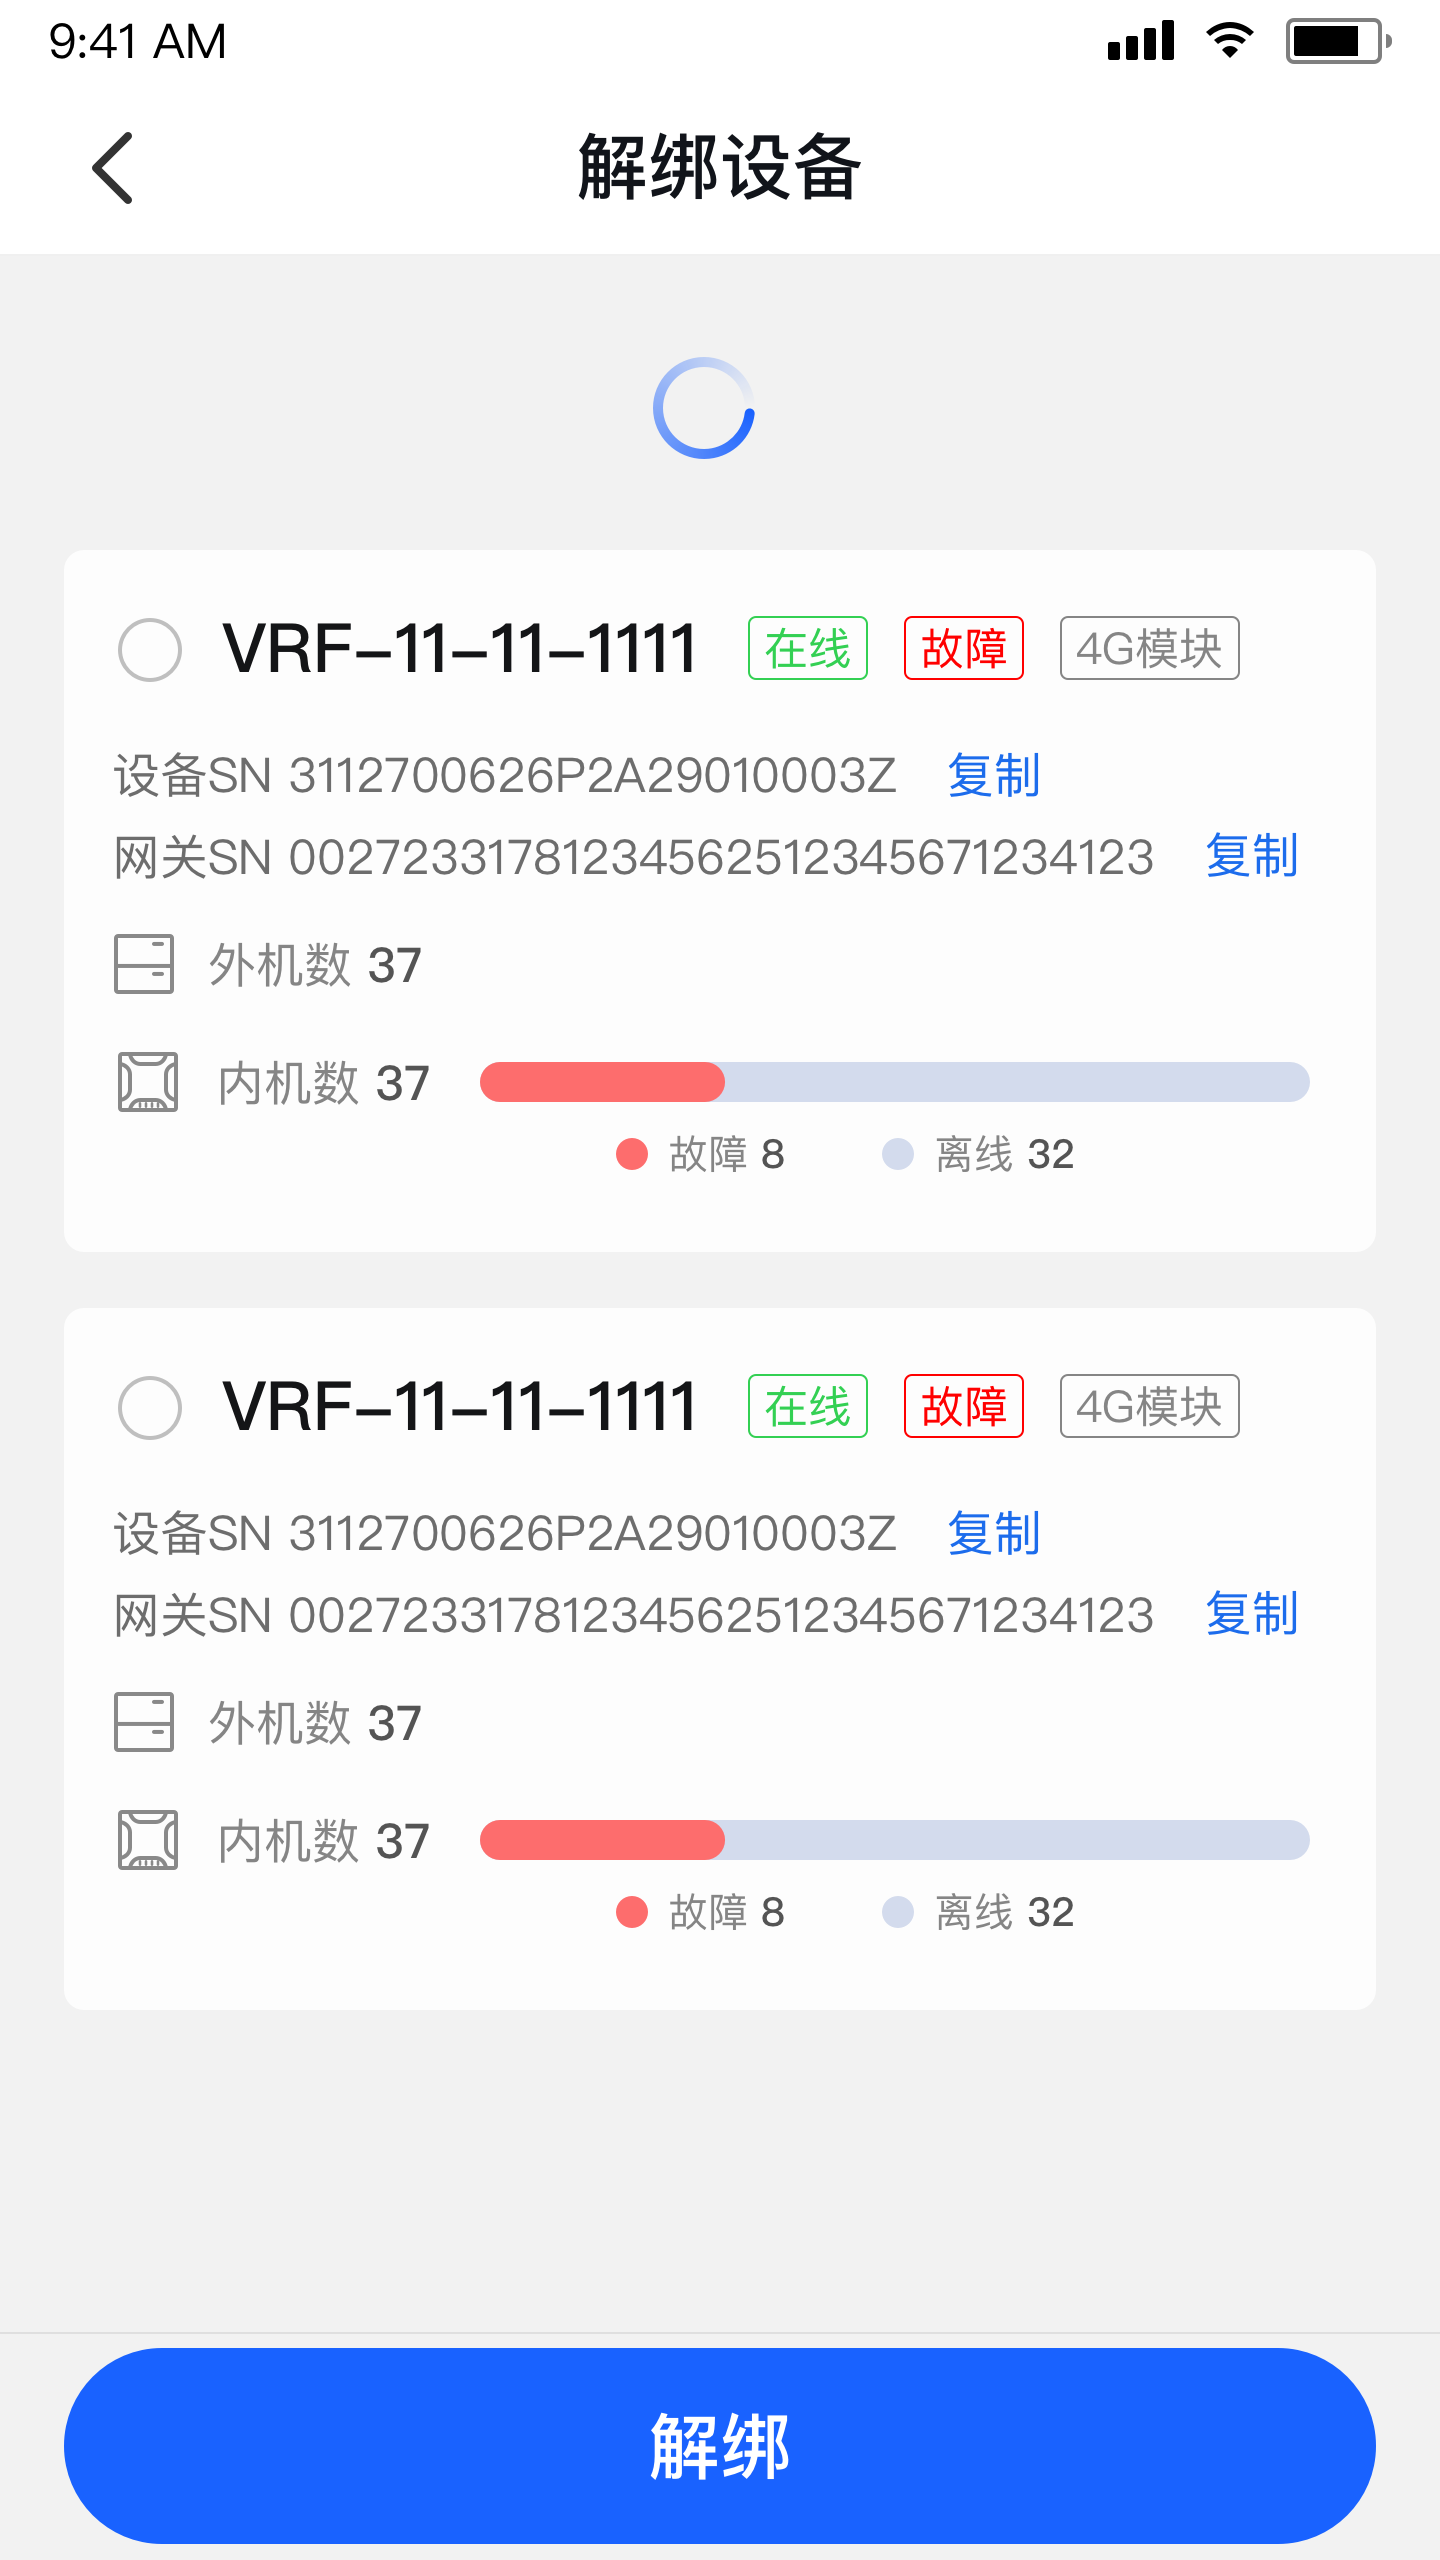 9:41 AM
解绑设备
VRF-11-11-1111 在线 故障 4G模块
设备SN 3112700626P2A29010003Z 复制
网关SN 00272331781234562512345671234123 复制
外机数 37
内机数 37
故障 8 离线 32
VRF-11-11-1111 在线 故障 4G模块
设备SN 3112700626P2A29010003Z 复制
网关SN 00272331781234562512345671234123 复制
外机数 37
内机数 37
故障 8 离线 32
解绑